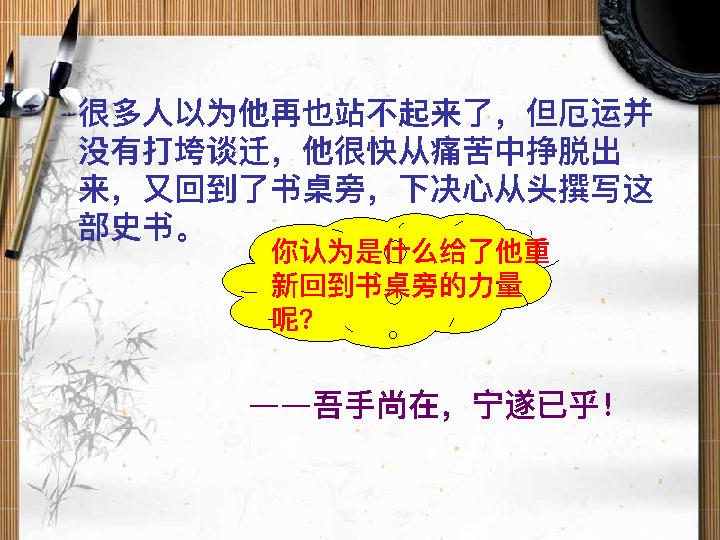 很多人以为他再也站不起来了，但厄运并
没有打垮谈迁，他很快从痛苦中挣脱出
来，又回到了书桌旁，下决心从头撰写这
部史书。
你认为是什么给了他重
新回到书桌旁的力量
呢？
——吾手尚在，宁遂已乎！